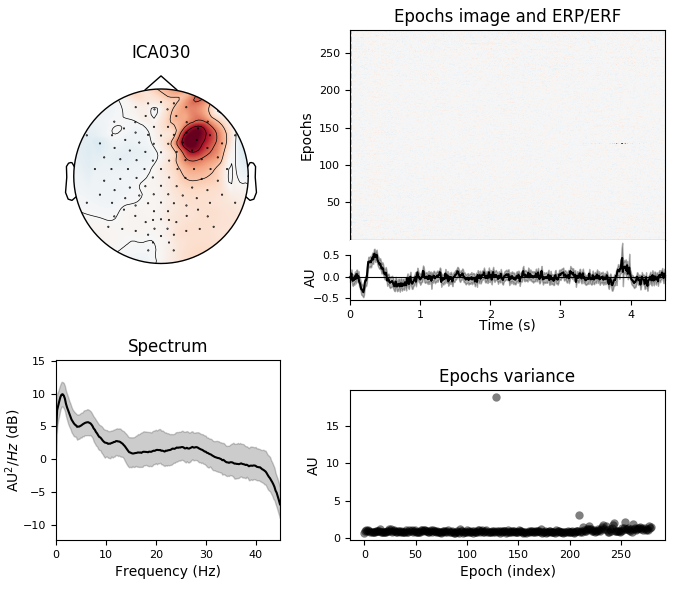 ICA030
Epochs image and ERP/ERF
Epochs
250
200
150
100
50
AU
0.5
0.0
−0.5
0 1 2 3 4
Time (s)
Spectrum
AU²/Hz (dB)
15
10
5
0
−5
−10
0 10 20 30 40
Frequency (Hz)
Epochs variance
AU
15
10
5
0
0 50 100 150 200 250
Epoch (index)